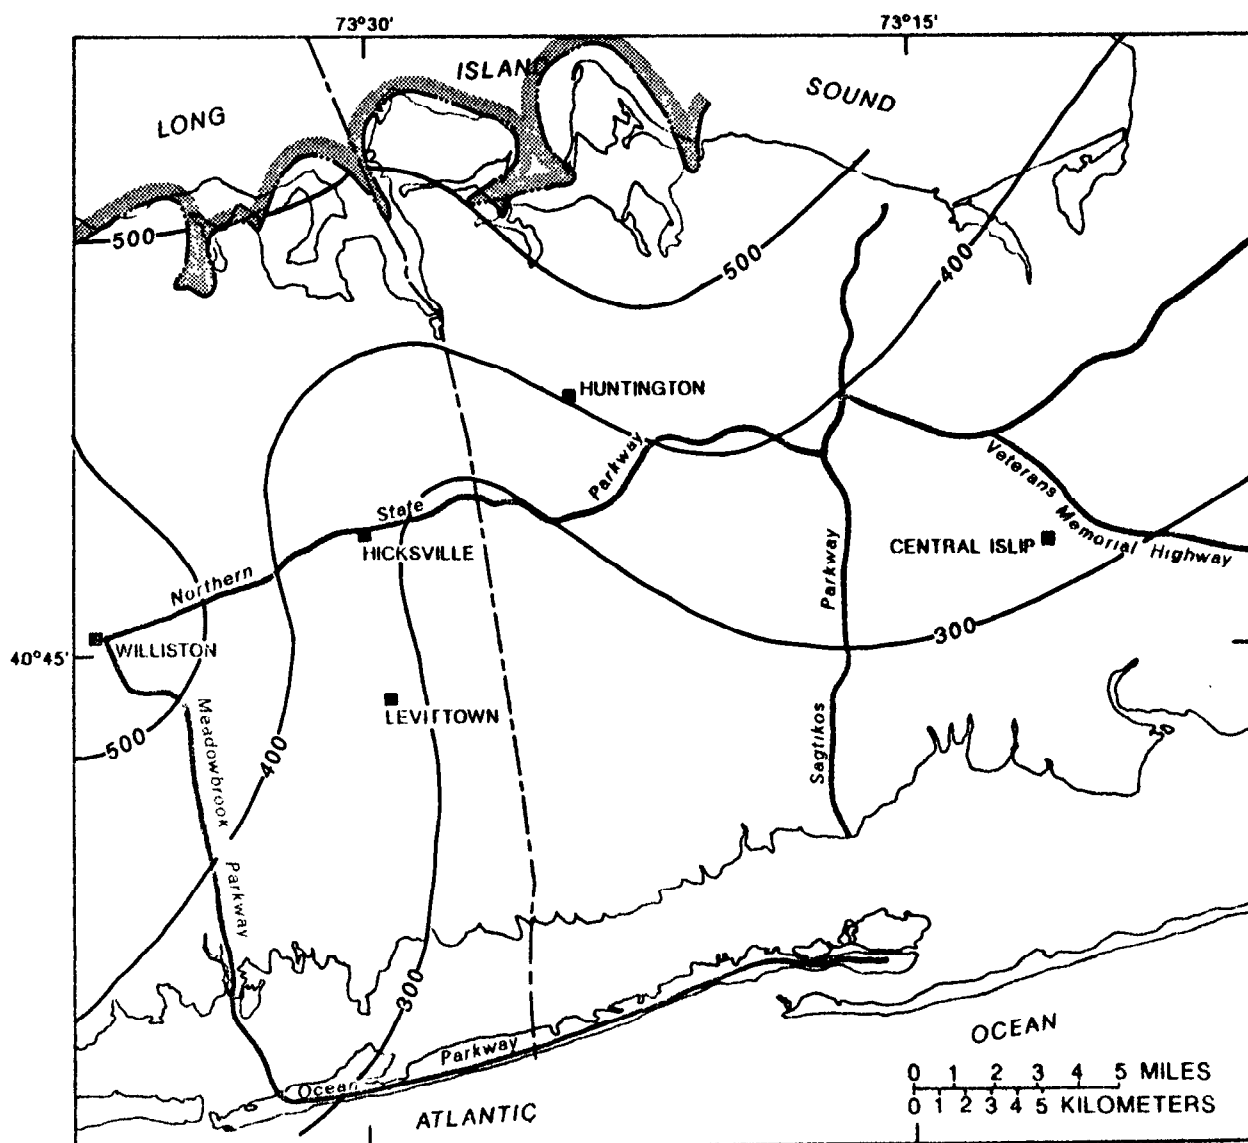 73°30'
73°15'
LONG
ISLAND
SOUND
500
500
400
HUNTINGTON
Northern
State
Parkway
HICKSVILLE
Veterans
Memorial
Highway
CENTRAL ISLIP
WILLISTON
40°45'
Parkway
300
LEVITTOWN
Meadowbrook
Parkway
500
400
Sagtikos
300
Ocean
Parkway
ATLANTIC
OCEAN
0 1 2 3 4 5 MILES
0 1 2 3 4 5 KILOMETERS